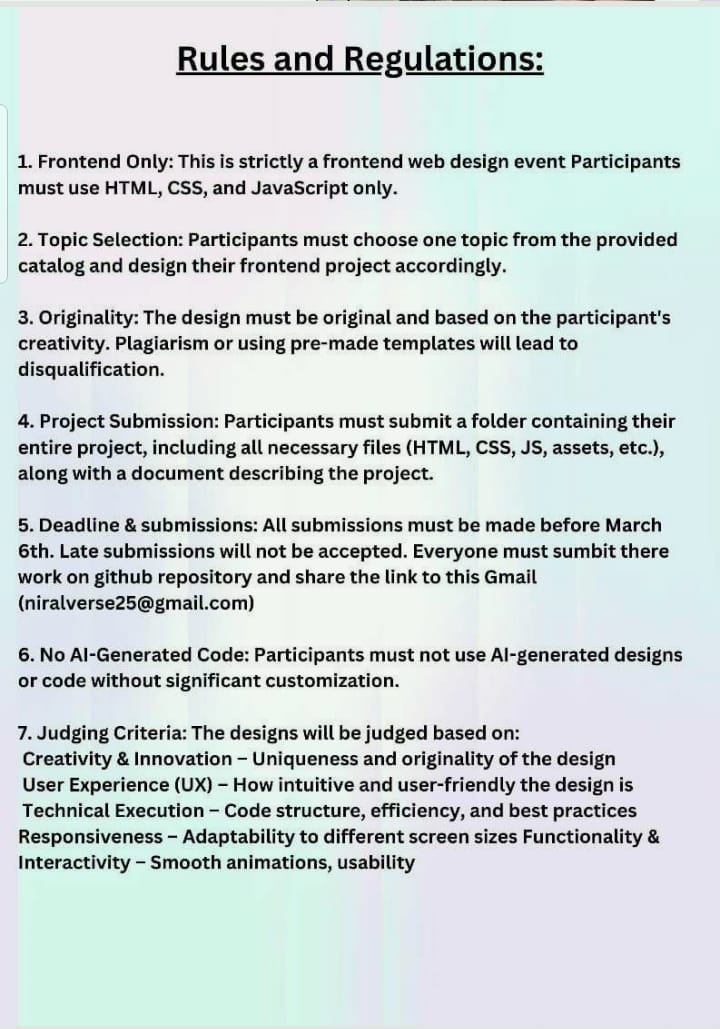 Rules and Regulations:
1. Frontend Only: This is strictly a frontend web design event Participants
must use HTML, CSS, and JavaScript only.
2. Topic Selection: Participants must choose one topic from the provided
catalog and design their frontend project accordingly.
3. Originality: The design must be original and based on the participant's
creativity. Plagiarism or using pre-made templates will lead to
disqualification.
4. Project Submission: Participants must submit a folder containing their
entire project, including all necessary files (HTML, CSS, JS, assets, etc.),
along with a document describing the project.
5. Deadline & submissions: All submissions must be made before March
6th. Late submissions will not be accepted. Everyone must sumbit there
work on github repository and share the link to this Gmail
(niralverse25@gmail.com)
6. No AI-Generated Code: Participants must not use AI-generated designs
or code without significant customization.
7. Judging Criteria: The designs will be judged based on:
Creativity & Innovation – Uniqueness and originality of the design
User Experience (UX) – How intuitive and user-friendly the design is
Technical Execution – Code structure, efficiency, and best practices
Responsiveness – Adaptability to different screen sizes Functionality &
Interactivity – Smooth animations, usability